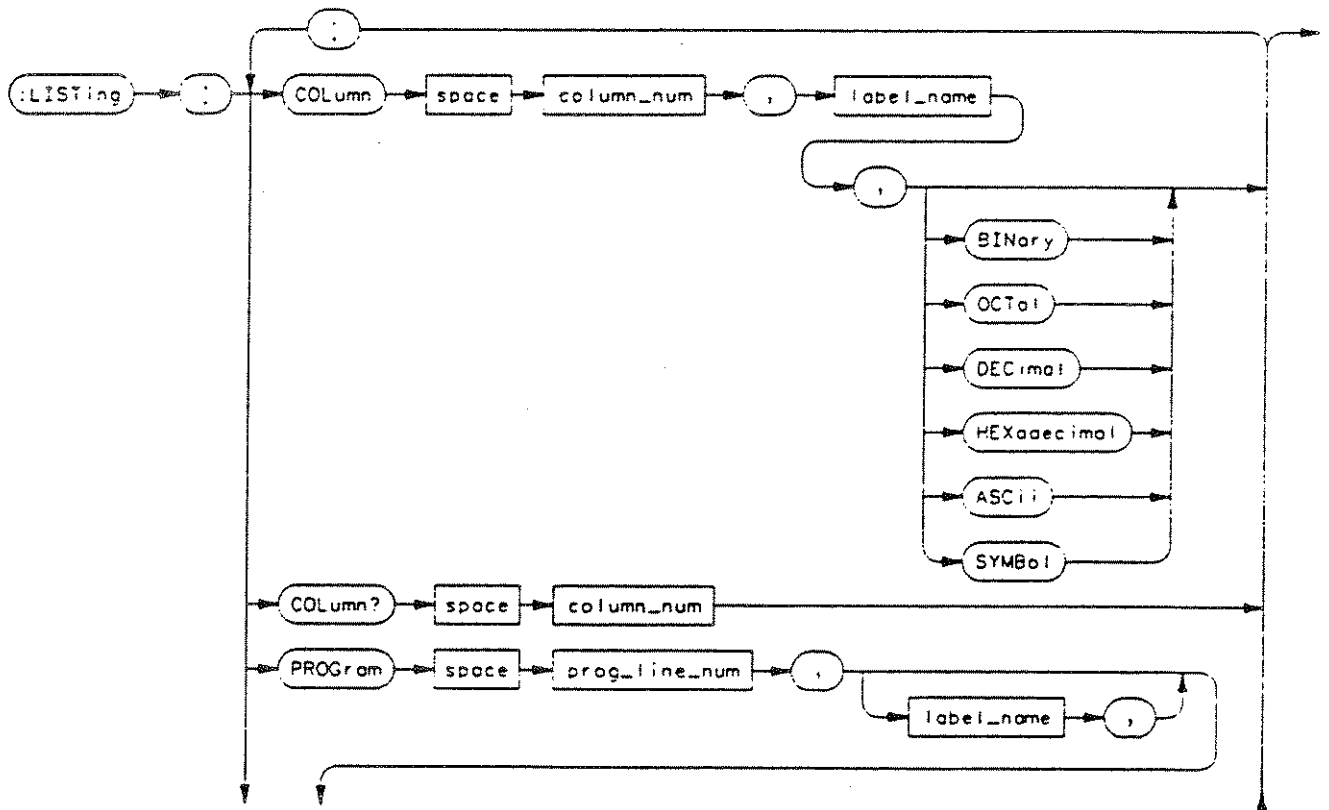 :
:LISTing : COLumn space column_num , label_name
,
BINary
OCTal
DECimal
HEXadecimal
ASCii
SYMBol
COLumn? space column_num
PROGram space prog_line_num ,
label_name ,